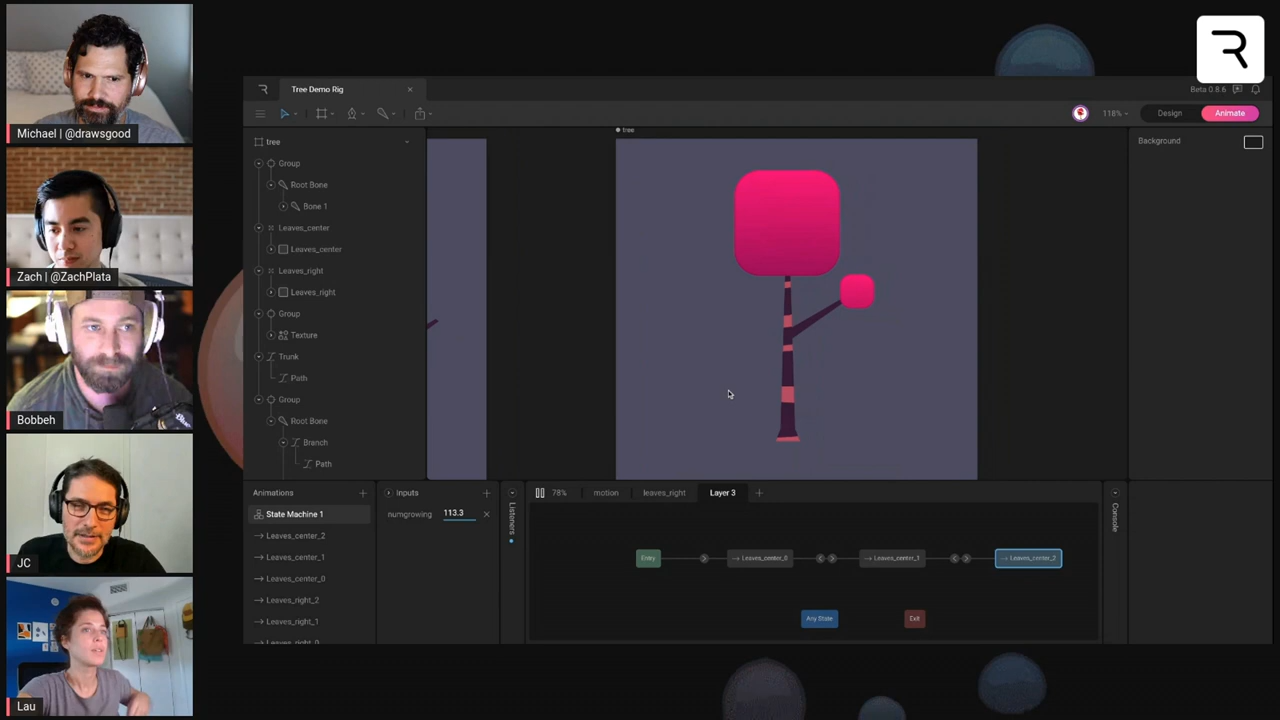 Michael | @drawsgood
Zach | @ZachPlata
Bobbeh
JC
Lau
R
Tree Demo Rig
Beta 0.8.6
118%
Design
Animate
tree
Group
Root Bone
Bone 1
Leaves_center
Leaves_center
Leaves_right
Leaves_right
Group
Texture
Trunk
Path
Group
Root Bone
Branch
Path
tree
Background
Animations
State Machine 1
Leaves_center_2
Leaves_center_1
Leaves_center_0
Leaves_right_2
Leaves_right_1
Leaves_right_0
Inputs
numgrowing 113.3
Listeners
78%
motion
leaves_right
Layer 3
Entry
Leaves_center_0
Leaves_center_1
Leaves_center_2
Any State
Exit
Console